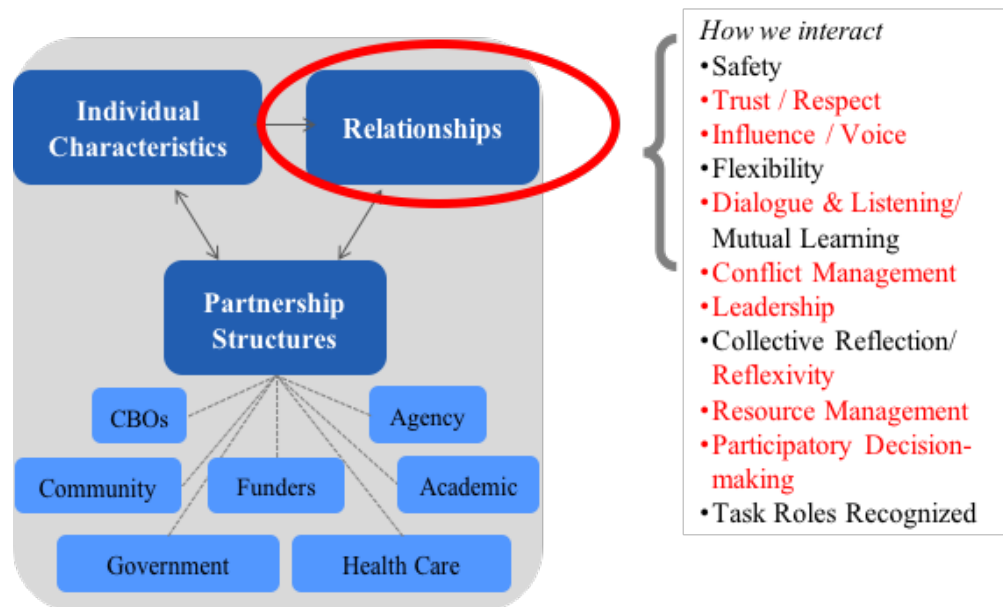 Individual
Characteristics
Relationships
Partnership
Structures
CBOs
Agency
Community
Funders
Academic
Government
Health Care
How we interact
•Safety
•Trust / Respect
•Influence / Voice
•Flexibility
•Dialogue & Listening/
Mutual Learning
•Conflict Management
•Leadership
•Collective Reflection/
Reflexivity
•Resource Management
•Participatory Decision-
making
•Task Roles Recognized